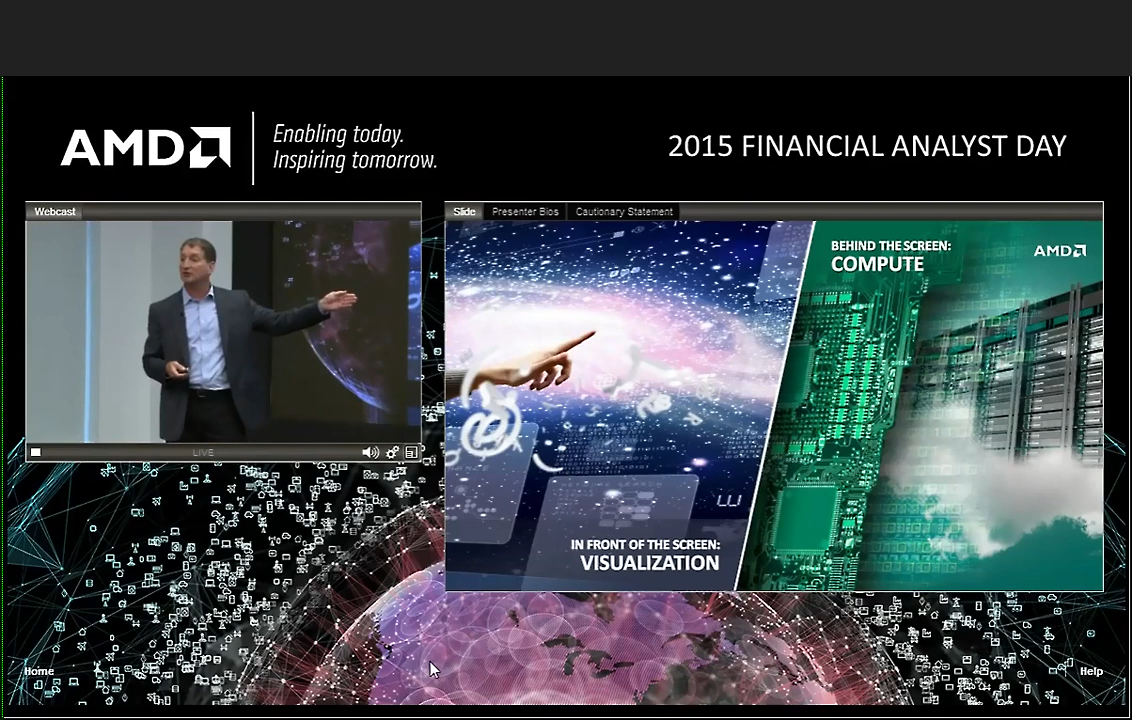 AMD
Enabling today.
Inspiring tomorrow.
2015 FINANCIAL ANALYST DAY
Webcast
Slide
Presenter Bios
Cautionary Statement
BEHIND THE SCREEN:
COMPUTE
AMD
IN FRONT OF THE SCREEN:
VISUALIZATION
LIVE
Home
Help